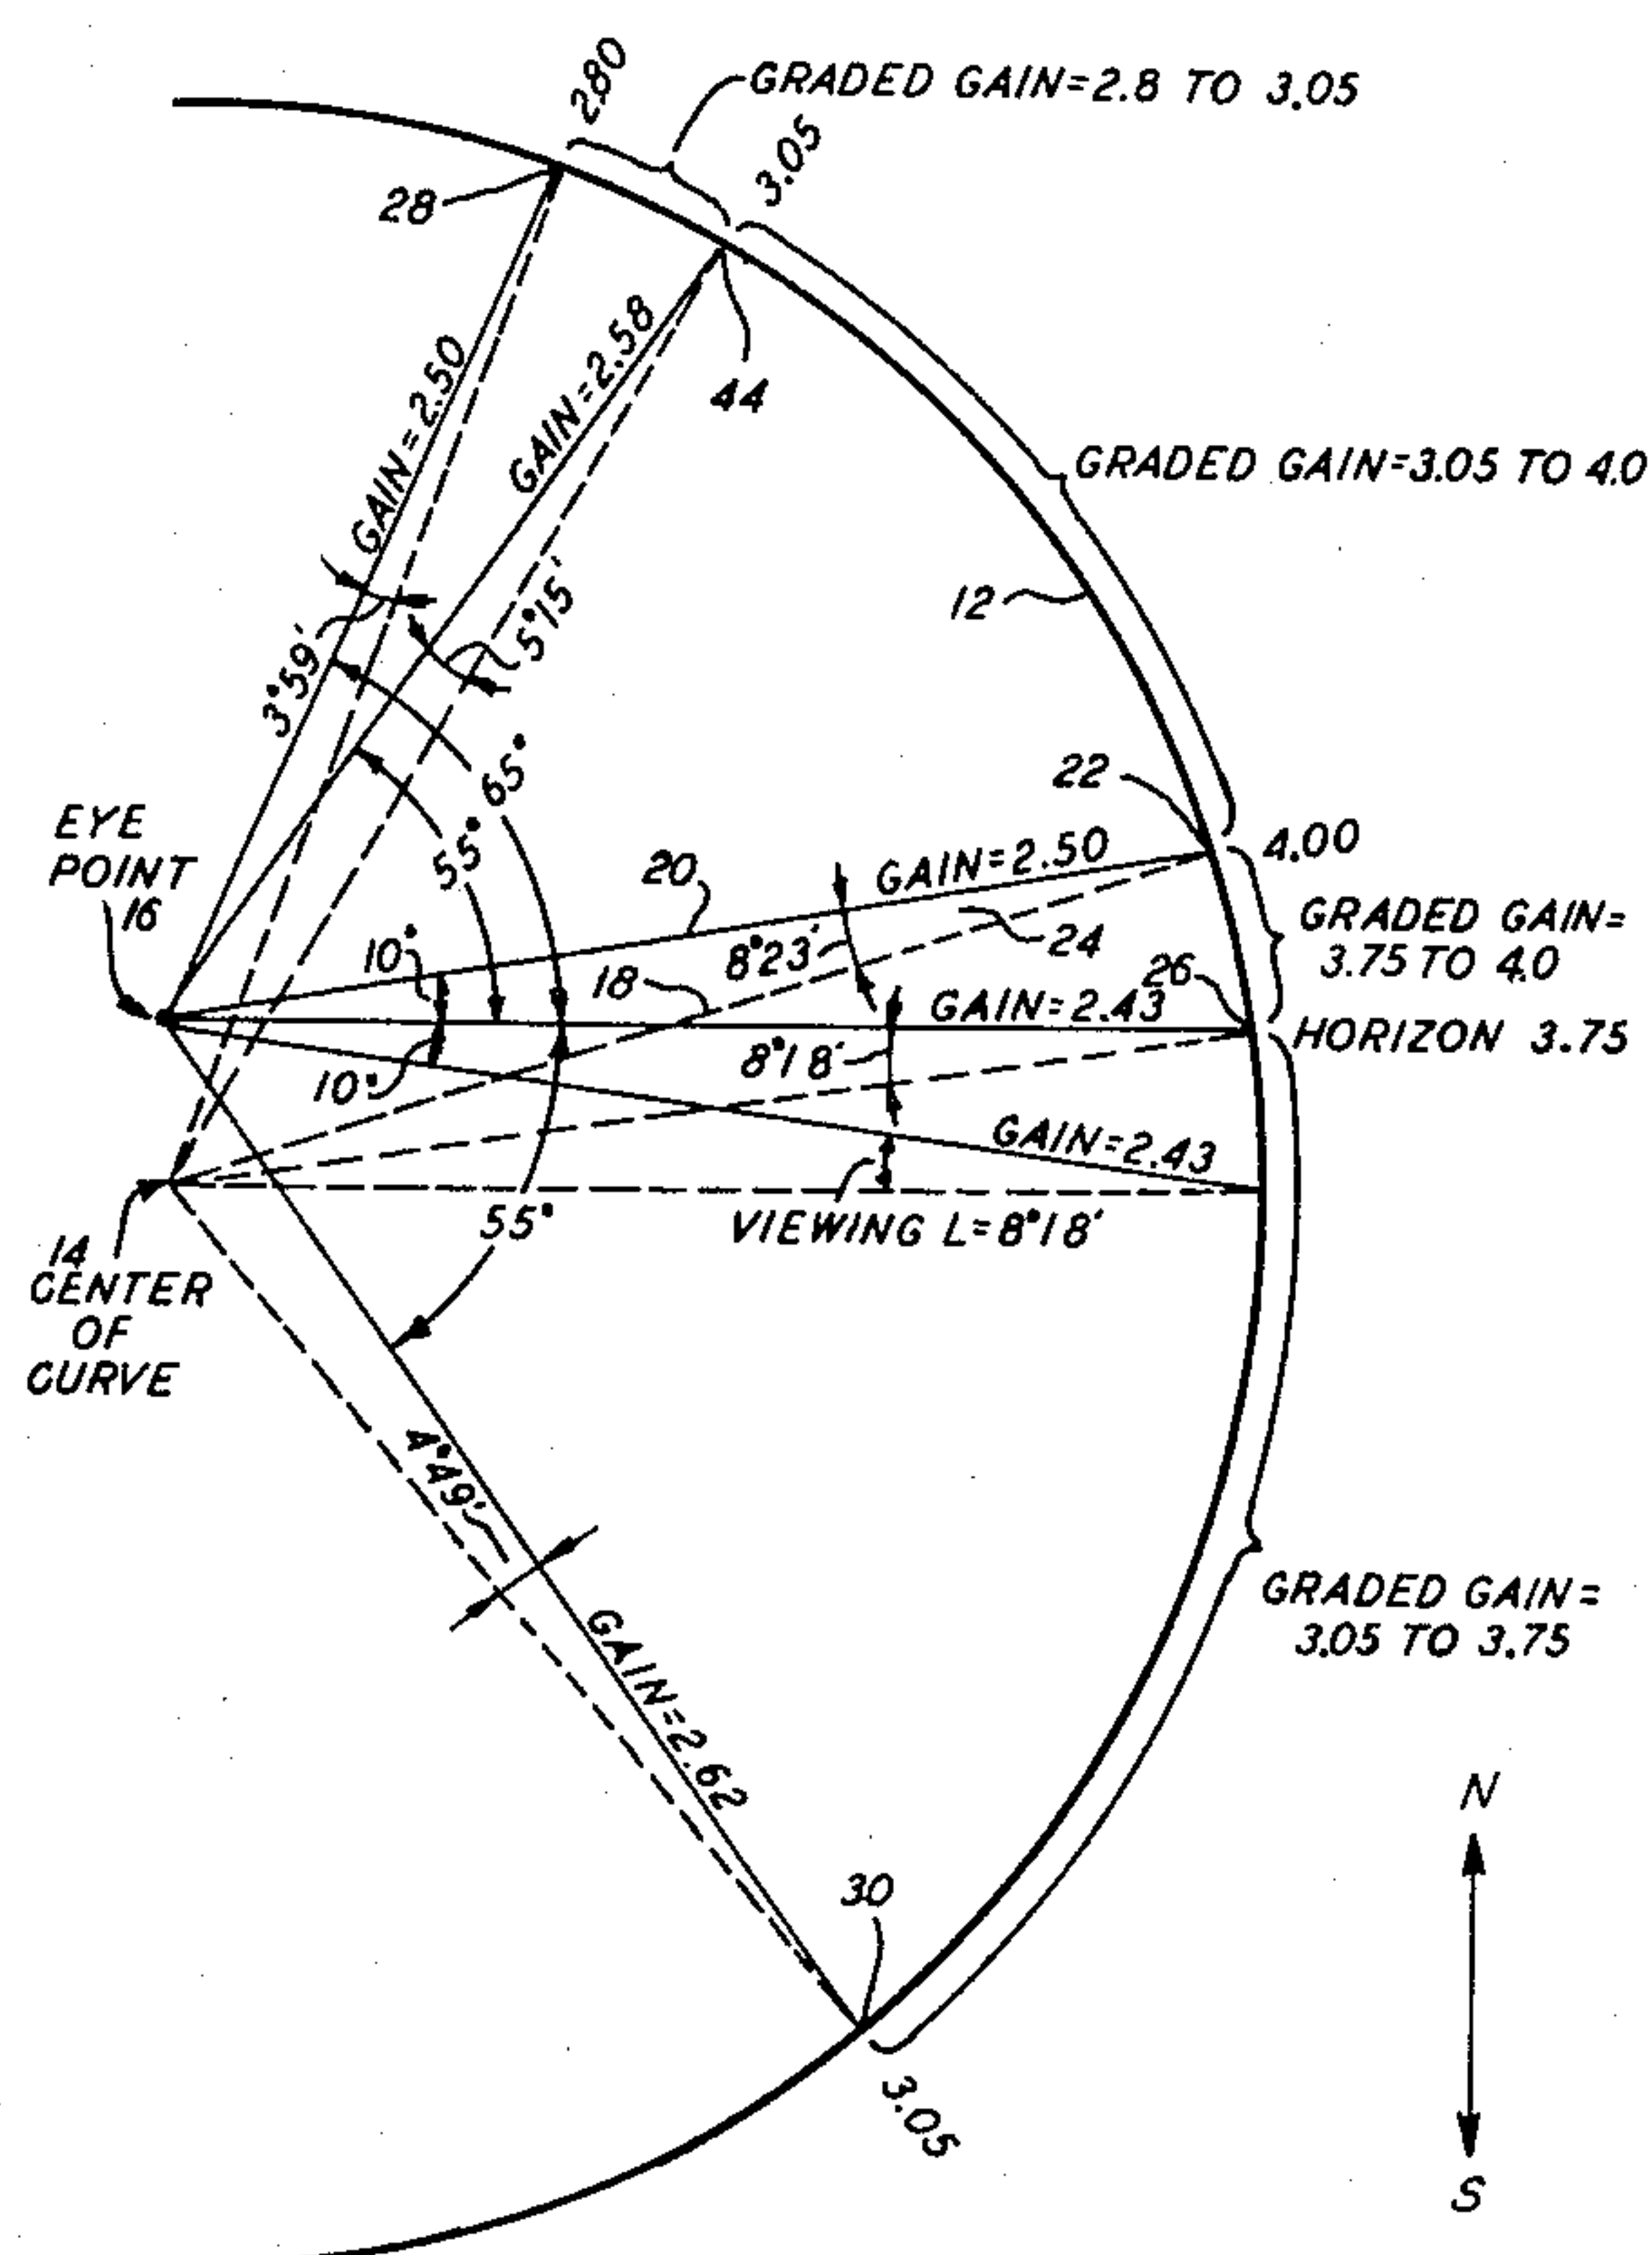 2.80
GRADED GAIN=2.8 TO 3.05
3.05
28
GAIN=2.50
GAIN=2.58
44
GRADED GAIN=3.05 TO 4.0
12
5°15'
3°59'
65°
55°
22
4.00
EYE
POINT
16
20
GAIN=2.50
10°
18
8°23'
24
GRADED GAIN=
3.75 TO 4.0
26
GAIN=2.43
HORIZON 3.75
10°
8°18'
GAIN=2.43
VIEWING L=8°18'
55°
14
CENTER
OF
CURVE
4°49'
GAIN=2.62
GRADED GAIN=
3.05 TO 3.75
30
3.05
N
S